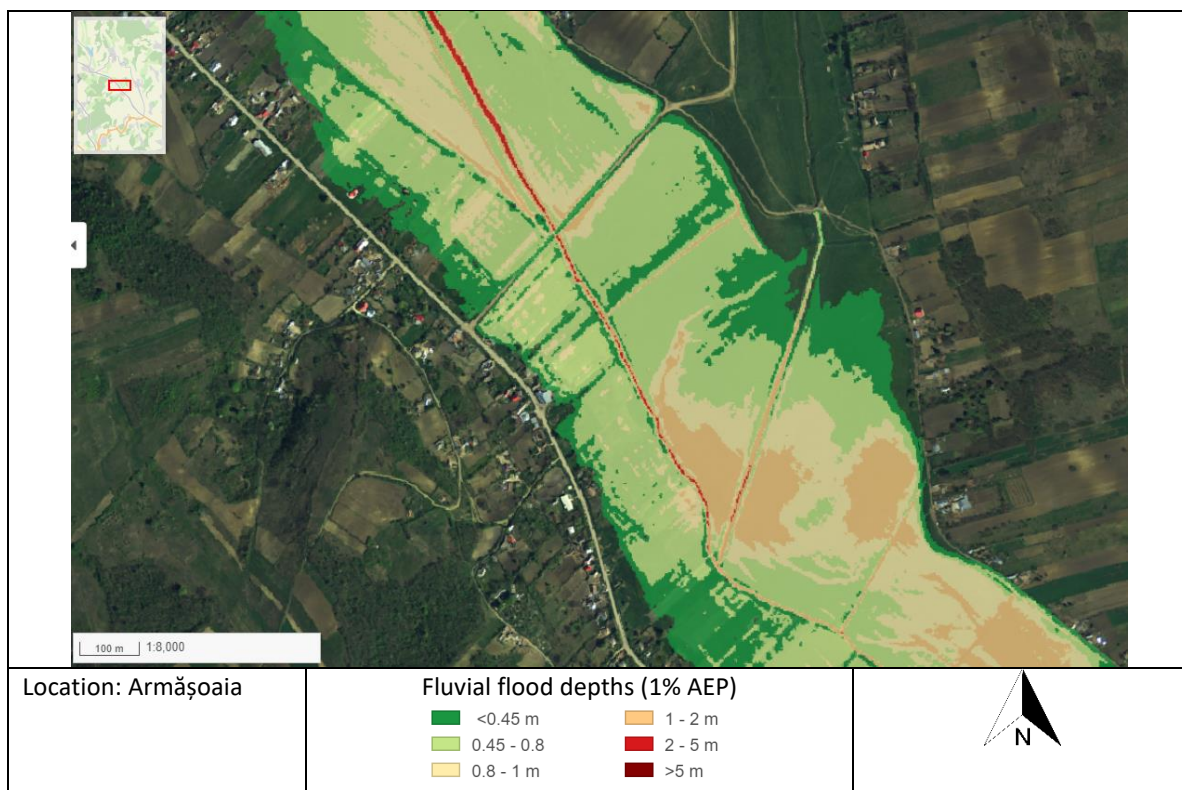 100 m 1:8,000
Location: Armășoaia
Fluvial flood depths (1% AEP)
<0.45 m
1 - 2 m
0.45 - 0.8
2 - 5 m
0.8 - 1 m
>5 m
N